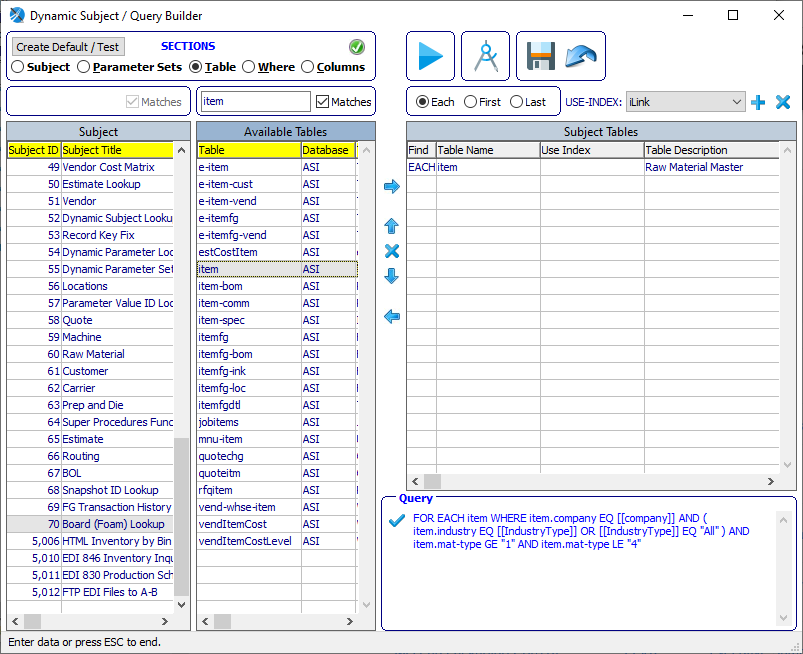 Dynamic Subject / Query Builder
Create Default / Test
SECTIONS
Subject Parameter Sets Table Where Columns
Matches
item
Matches
Each First Last
USE-INDEX:
iLink
Subject
Subject ID Subject Title
49 Vendor Cost Matrix
50 Estimate Lookup
51 Vendor
52 Dynamic Subject Looku
53 Record Key Fix
54 Dynamic Parameter Loo
55 Dynamic Parameter Set
56 Locations
57 Parameter Value ID Loo
58 Quote
59 Machine
60 Raw Material
61 Customer
62 Carrier
63 Prep and Die
64 Super Procedures Func
65 Estimate
66 Routing
67 BOL
68 Snapshot ID Lookup
69 FG Transaction History
70 Board (Foam) Lookup
5,006 HTML Inventory by Bin
5,010 EDI 846 Inventory Inqu
5,011 EDI 830 Production Sch
5,012 FTP EDI Files to A-B
Available Tables
Table Database
e-item ASI
e-item-cust ASI
e-item-vend ASI
e-itemfg ASI
e-itemfg-vend ASI
estCostItem ASI
item ASI
item-bom ASI
item-comm ASI
item-spec ASI
itemfg ASI
itemfg-bom ASI
itemfg-ink ASI
itemfg-loc ASI
itemfgdtl ASI
jobitems ASI
mnu-item ASI
quotechg ASI
quoteitm ASI
rfqitem ASI
vend-whse-item ASI
vendItemCost ASI
vendItemCostLevel ASI
Subject Tables
Find Table Name Use Index Table Description
EACH item Raw Material Master
Query
FOR EACH item WHERE item.company EQ [[company]] AND (
item.industry EQ [[IndustryType]] OR [[IndustryType]] EQ "All" ) AND
item.mat-type GE "1" AND item.mat-type LE "4"
Enter data or press ESC to end.